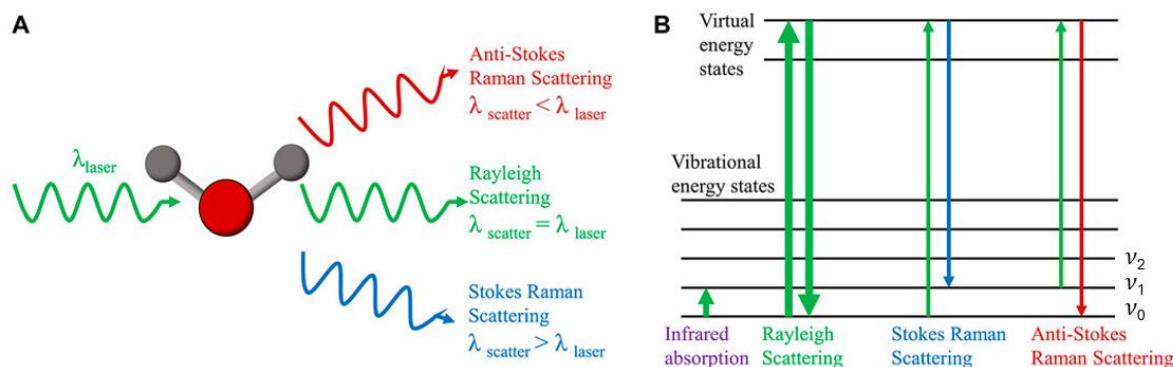 A
Anti-Stokes
Raman Scattering
λ scatter < λ laser
λlaser
Rayleigh
Scattering
λ scatter = λ laser
Stokes Raman
Scattering
λ scatter > λ laser
B
Virtual
energy
states
Vibrational
energy states
ν2
ν1
ν0
Infrared
absorption
Rayleigh
Scattering
Stokes Raman
Scattering
Anti-Stokes
Raman Scattering